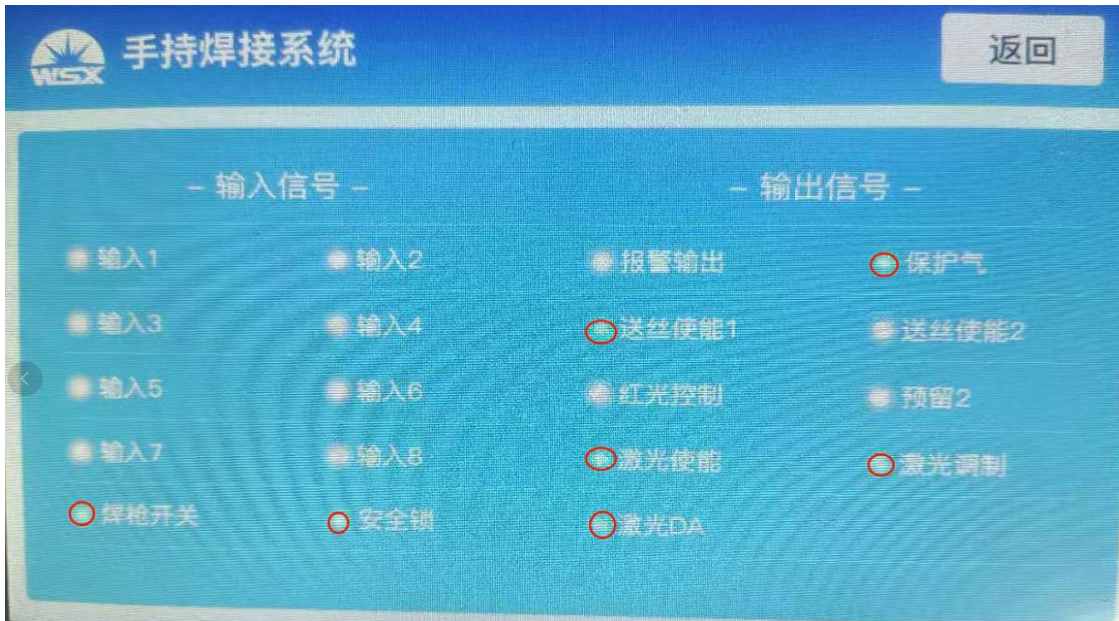 WSX 手持焊接系统 返回
- 输入信号 - - 输出信号 -
输入1 输入2 报警输出 保护气
输入3 输入4 送丝使能1 送丝使能2
输入5 输入6 红光控制 预留2
输入7 输入8 激光使能 激光调制
焊枪开关 安全锁 激光DA